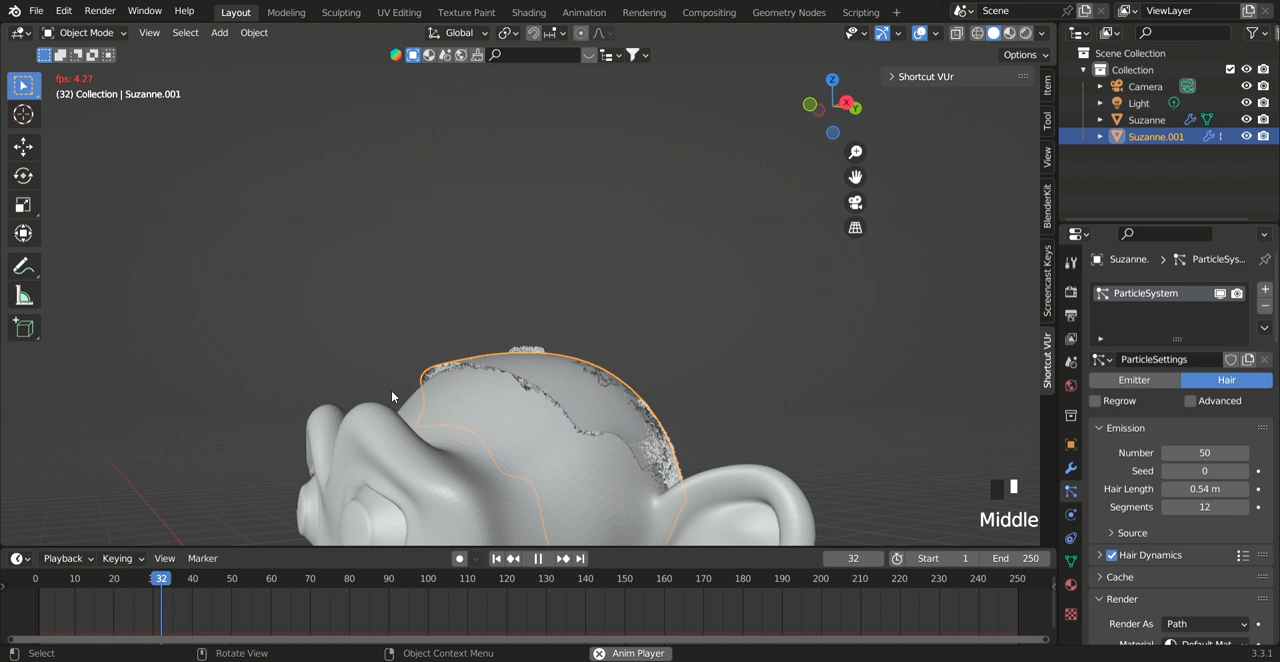 File Edit Render Window Help Layout Modeling Sculpting UV Editing Texture Paint Shading Animation Rendering Compositing Geometry Nodes Scripting + Scene ViewLayer
Object Mode View Select Add Object Global
Options
fps: 4.27
(32) Collection | Suzanne.001
Shortcut VUr
Z
X
Y
Item
Tool
View
BlenderKit
Screencast Keys
Shortcut VUr
Scene Collection
Collection
Camera
Light
Suzanne
Suzanne.001
Suzanne. > ParticleSys...
ParticleSystem
ParticleSettings
Emitter Hair
Regrow Advanced
Emission
Number 50
Seed 0
Hair Length 0.54 m
Segments 12
Source
Hair Dynamics
Cache
Render
Render As Path
Middle
Playback Keying View Marker 32 Start 1 End 250
0 10 20 32 40 50 60 70 80 90 100 110 120 130 140 150 160 170 180 190 200 210 220 230 240 250
Select Rotate View Object Context Menu Anim Player 3.3.1